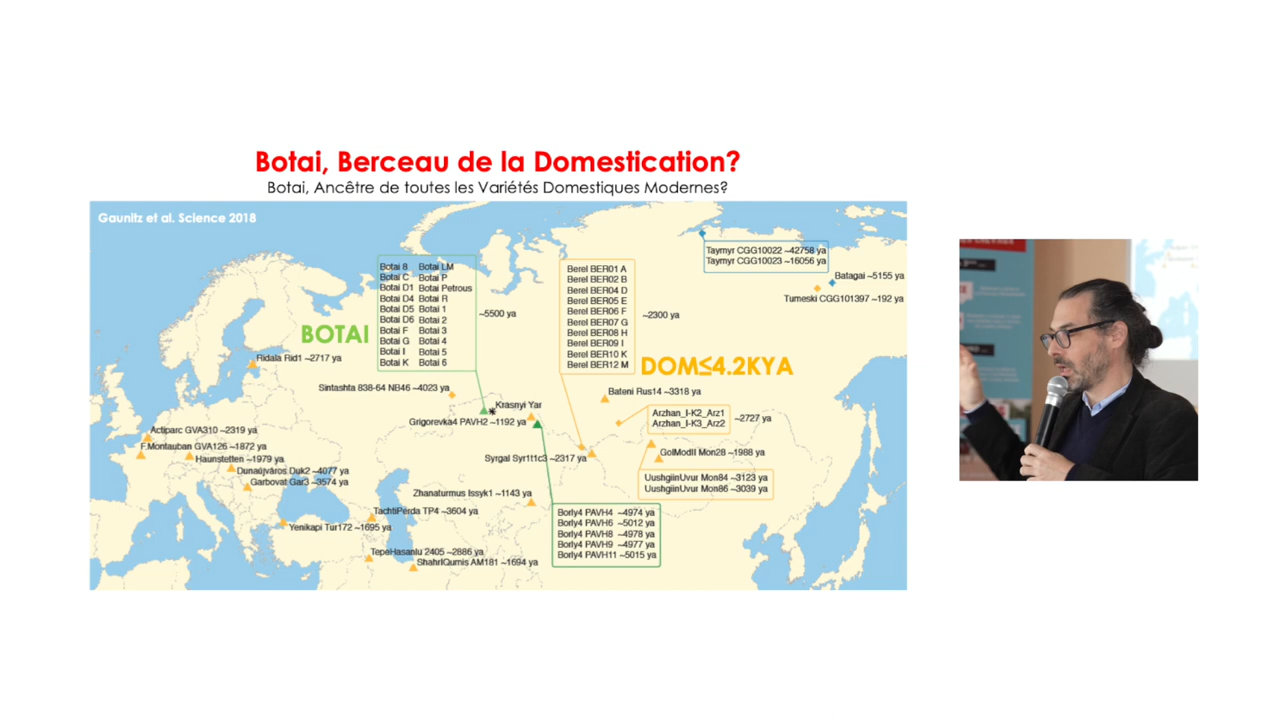 Botai, Berceau de la Domestication?
Botai, Ancêtre de toutes les Variétés Domestiques Modernes?
Gaunitz et al. Science 2018
Taymyr CGG10022 ~42758 ya
Taymyr CGG10023 ~16056 ya
Batagai ~5155 ya
Tumeski CGG101397 ~192 ya
BOTAI
Botai 8 Botai LM
Botai C Botai P
Botai D1 Botai Petrous
Botai D4 Botai R
Botai D5 Botai 1
Botai D6 Botai 2
Botai F Botai 3
Botai G Botai 4
Botai I Botai 5
Botai K Botai 6
~5500 ya
Berel BER01 A
Berel BER02 B
Berel BER04 D
Berel BER05 E
Berel BER06 F
Berel BER07 G
Berel BER08 H
Berel BER09 I
Berel BER10 K
Berel BER12 M
~2300 ya
DOM≤4.2KYA
Ridala Rid1 ~2717 ya
Sintashta 838-64 NB46 ~4023 ya
Bateni Rus14 ~3318 ya
Krasnyi Yar
Grigorevka4 PAVH2 ~1192 ya
Arzhan_I-K2_Arz1
Arzhan_I-K3_Arz2
~2727 ya
Actiparc GVA310 ~2319 ya
F.Montauban GVA126 ~1872 ya
Haunstetten ~1979 ya
Dunaújváros Duk2 ~4077 ya
Garbovat Gar3 ~3574 ya
Syrgal Syr1t1c3 ~2317 ya
GolModII Mon28 ~1988 ya
UushgiinUvur Mon84 ~3123 ya
UushgiinUvur Mon86 ~3039 ya
Zhanaturmus Issyk1 ~1143 ya
TachtiPerda TP4 ~3604 ya
Yenikapi Tur172 ~1695 ya
Borly4 PAVH4 ~4974 ya
Borly4 PAVH6 ~5012 ya
Borly4 PAVH8 ~4978 ya
Borly4 PAVH9 ~4977 ya
Borly4 PAVH11 ~5015 ya
TepeHasanlu 2405 ~2886 ya
ShahrIQumis AM181 ~1694 ya